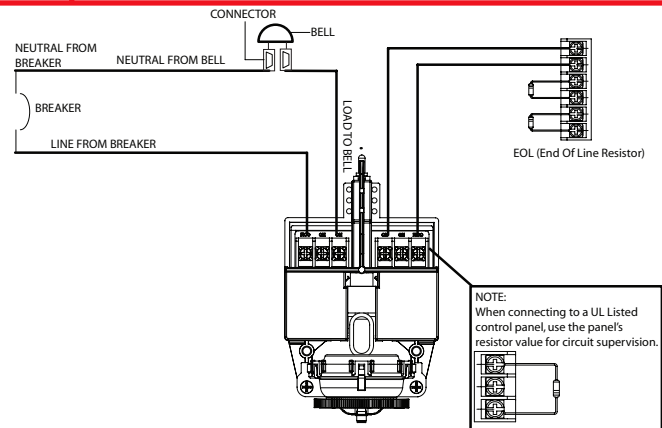 CONNECTOR
BELL
NEUTRAL FROM
BREAKER
NEUTRAL FROM BELL
BREAKER
LINE FROM BREAKER
LOAD TO BELL
EOL (End Of Line Resistor)
NOTE:
When connecting to a UL Listed
control panel, use the panel's
resistor value for circuit supervision.